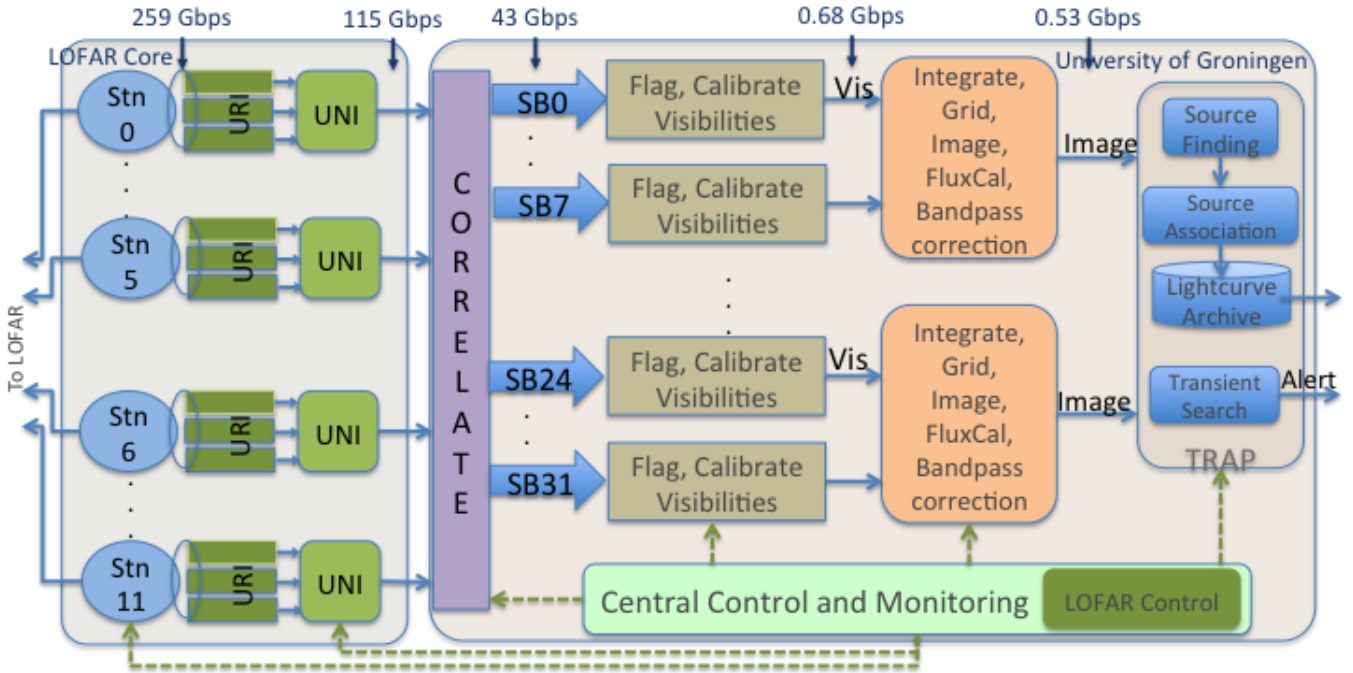 259 Gbps
115 Gbps
43 Gbps
0.68 Gbps
0.53 Gbps
LOFAR Core
University of Groningen
Stn
0
URI
UNI
Stn
5
URI
UNI
Stn
6
URI
UNI
Stn
11
URI
UNI
To LOFAR
CORRELATE
SB0
SB7
SB24
SB31
Flag, Calibrate
Visibilities
Flag, Calibrate
Visibilities
Flag, Calibrate
Visibilities
Flag, Calibrate
Visibilities
Vis
Vis
Integrate,
Grid,
Image,
FluxCal,
Bandpass
correction
Integrate,
Grid,
Image,
FluxCal,
Bandpass
correction
Image
Image
Source
Finding
Source
Association
Lightcurve
Archive
Transient
Search
Alert
TRAP
Central Control and Monitoring
LOFAR Control